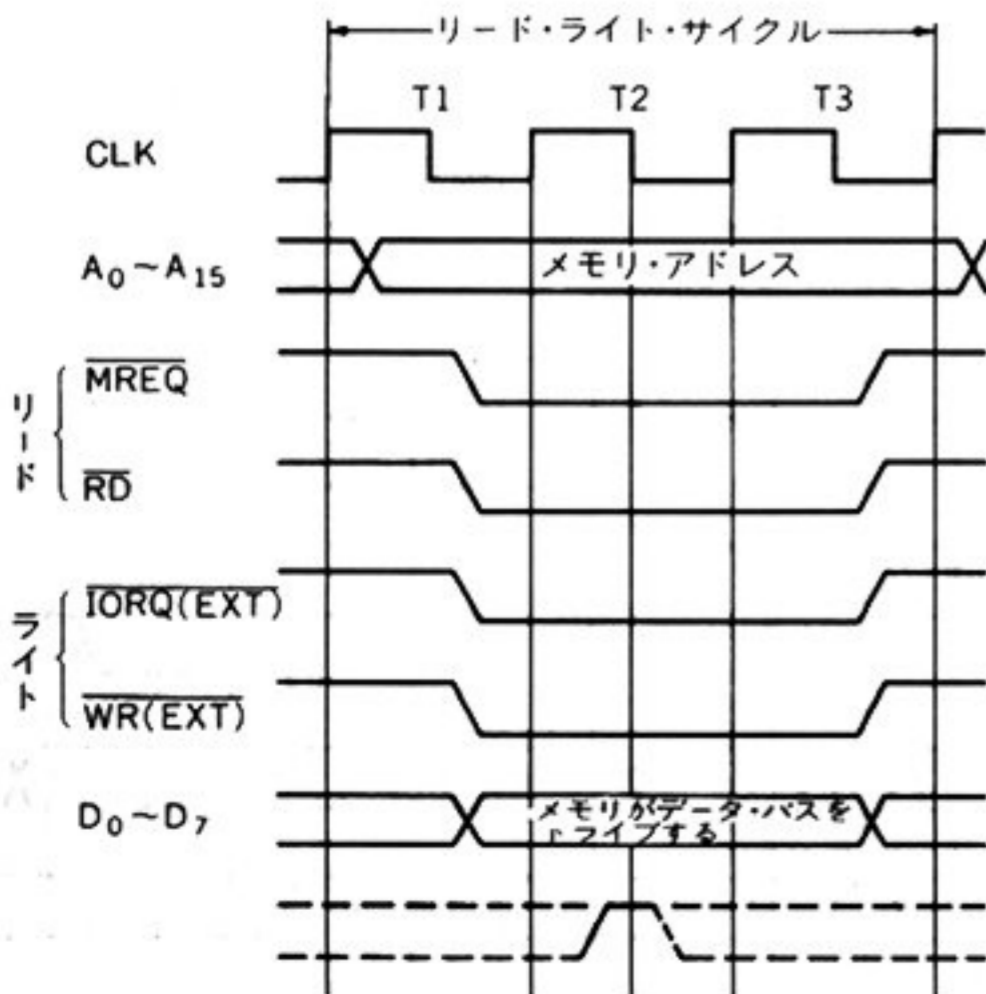 リード・ライト・サイクル
T1 T2 T3
CLK
A₀~A₁₅
メモリ・アドレス
リード
MREQ
RD
ライト
IORQ(EXT)
WR(EXT)
D₀~D₇
メモリがデータ・バスを
ドライブする